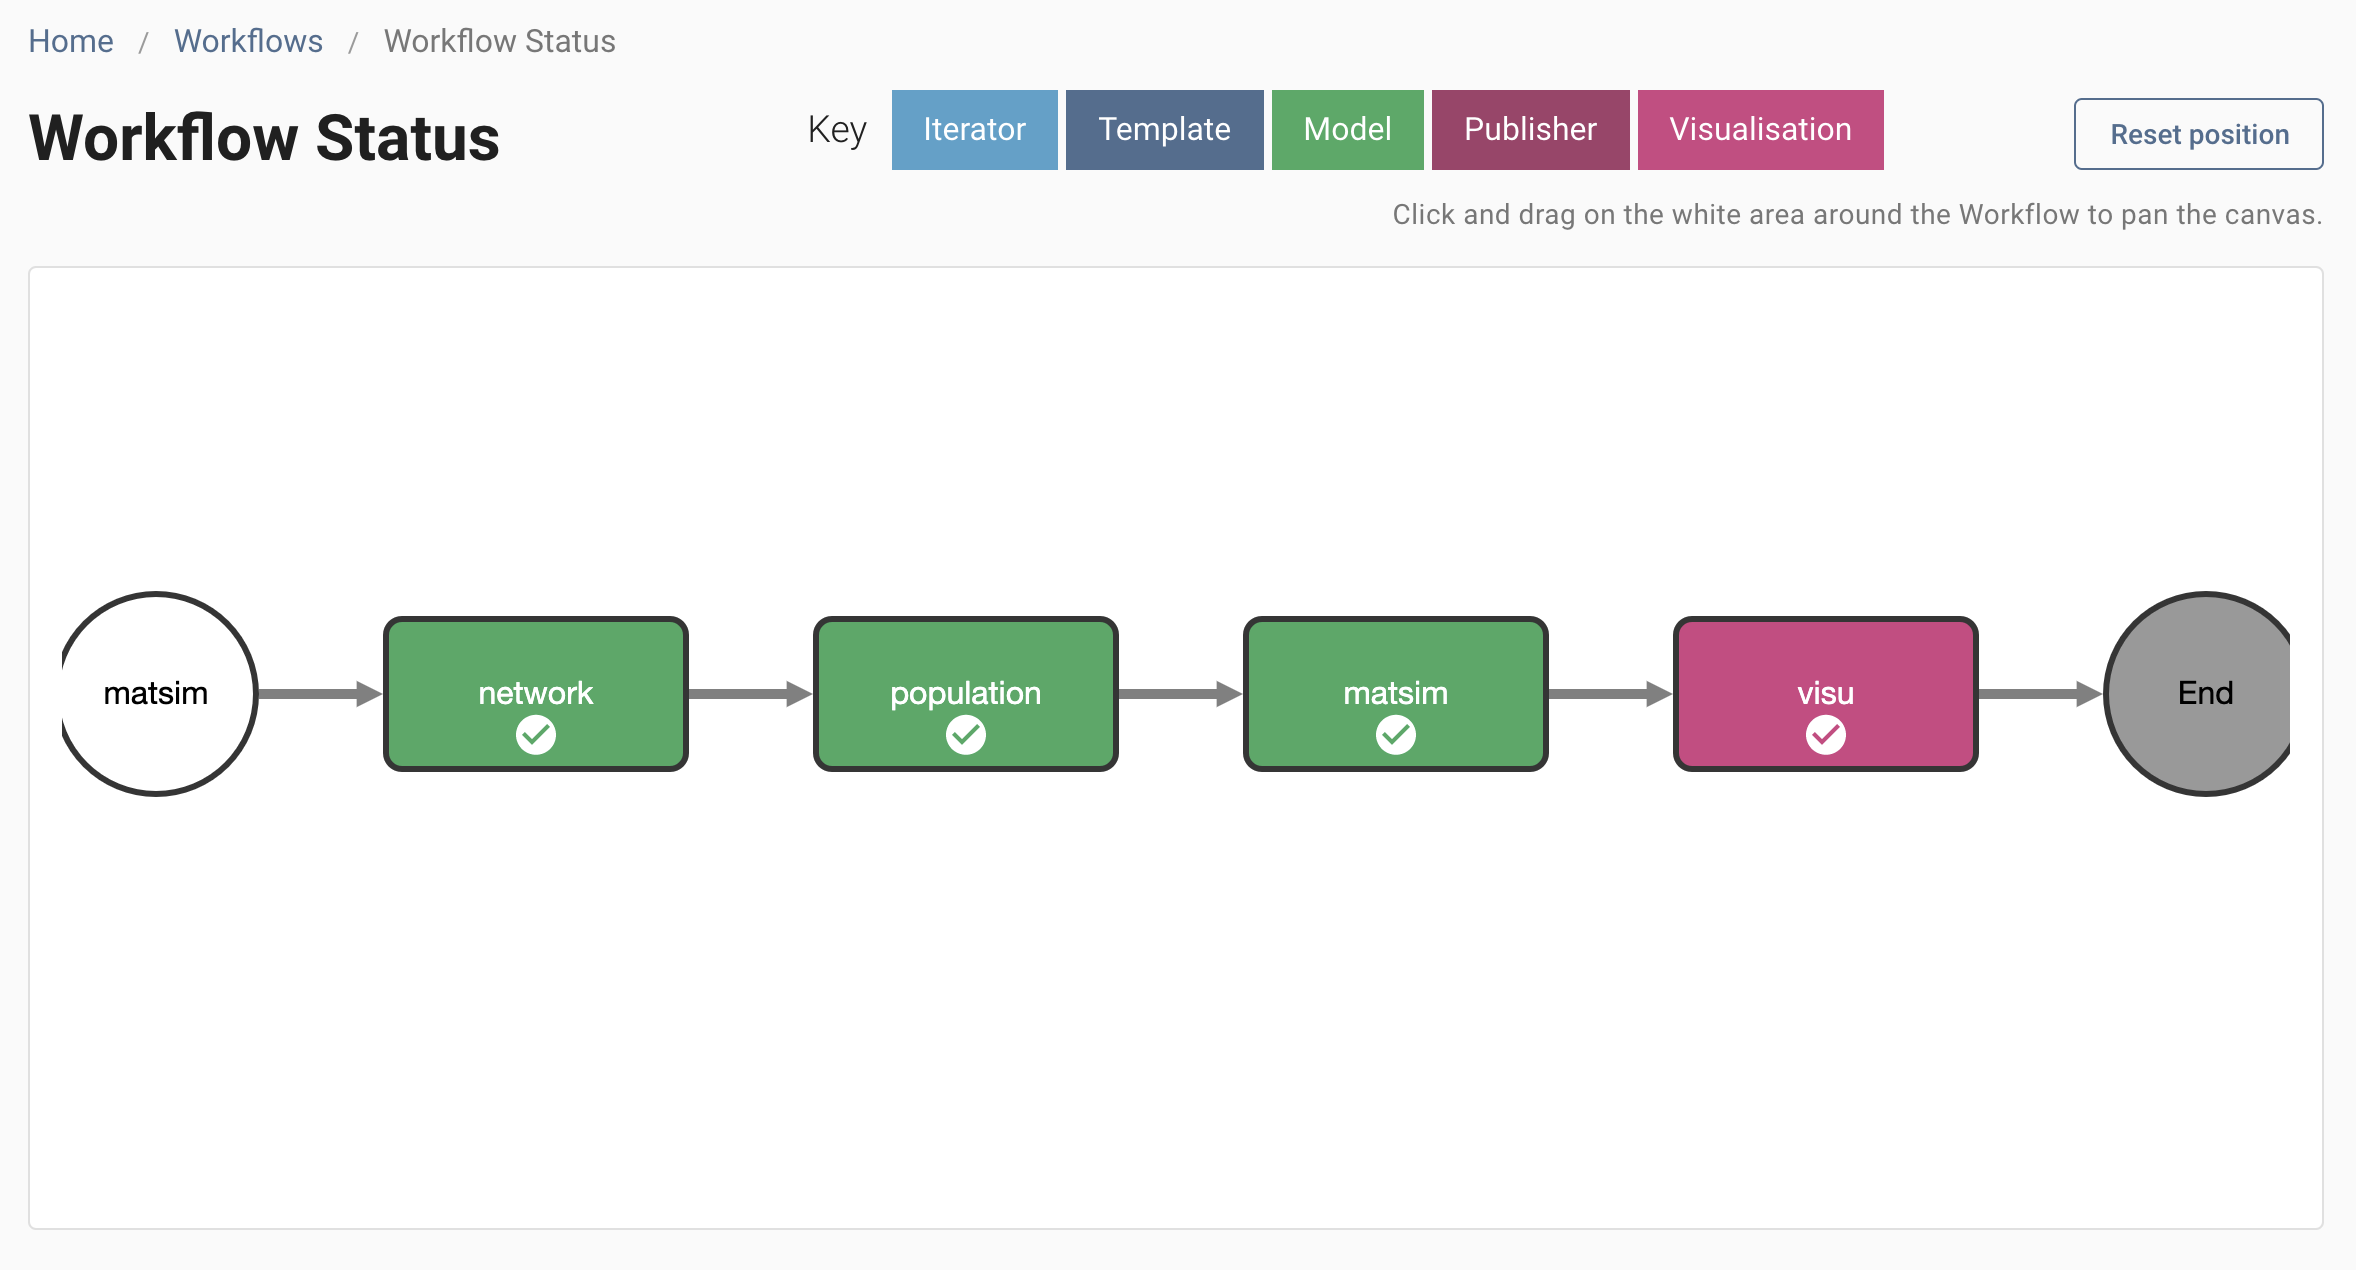 Home / Workflows / Workflow Status
Workflow Status
Key Iterator Template Model Publisher Visualisation
Reset position
Click and drag on the white area around the Workflow to pan the canvas.
matsim network population matsim visu End